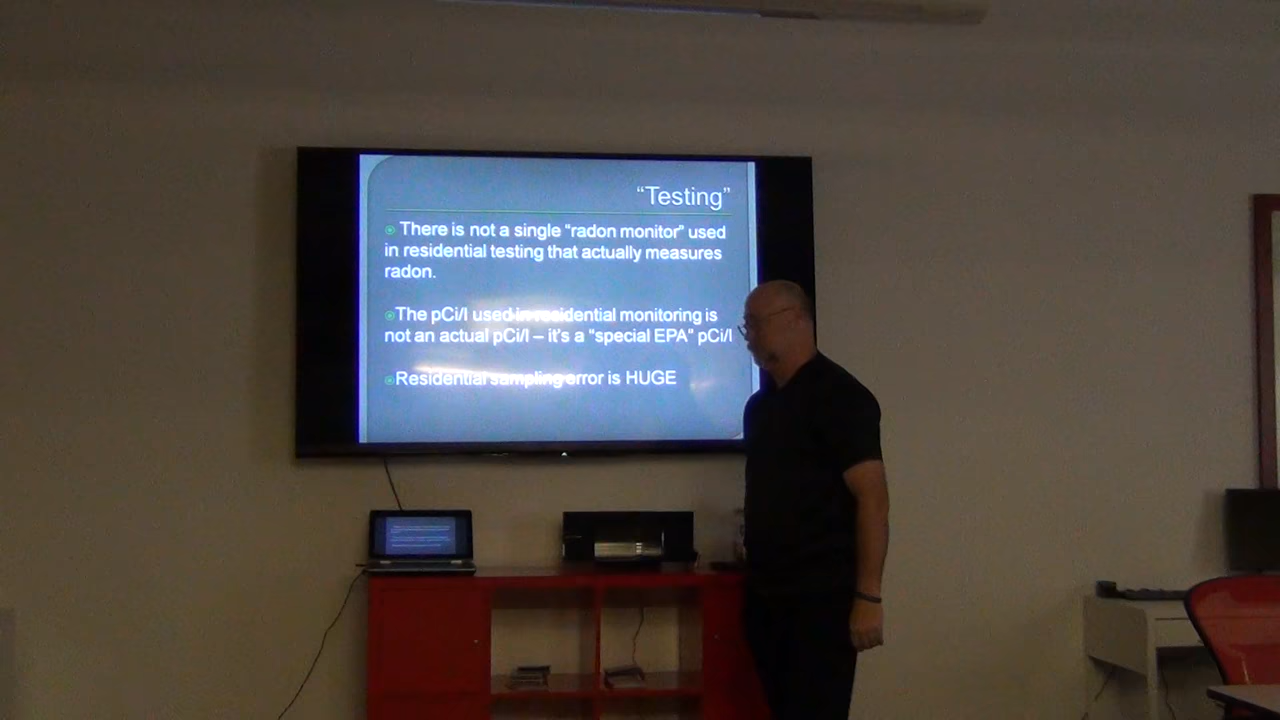 “Testing”
There is not a single “radon monitor” used
in residential testing that actually measures
radon.
The pCi/l used in residential monitoring is
not an actual pCi/l – it's a “special EPA” pCi/l
Residential sampling error is HUGE